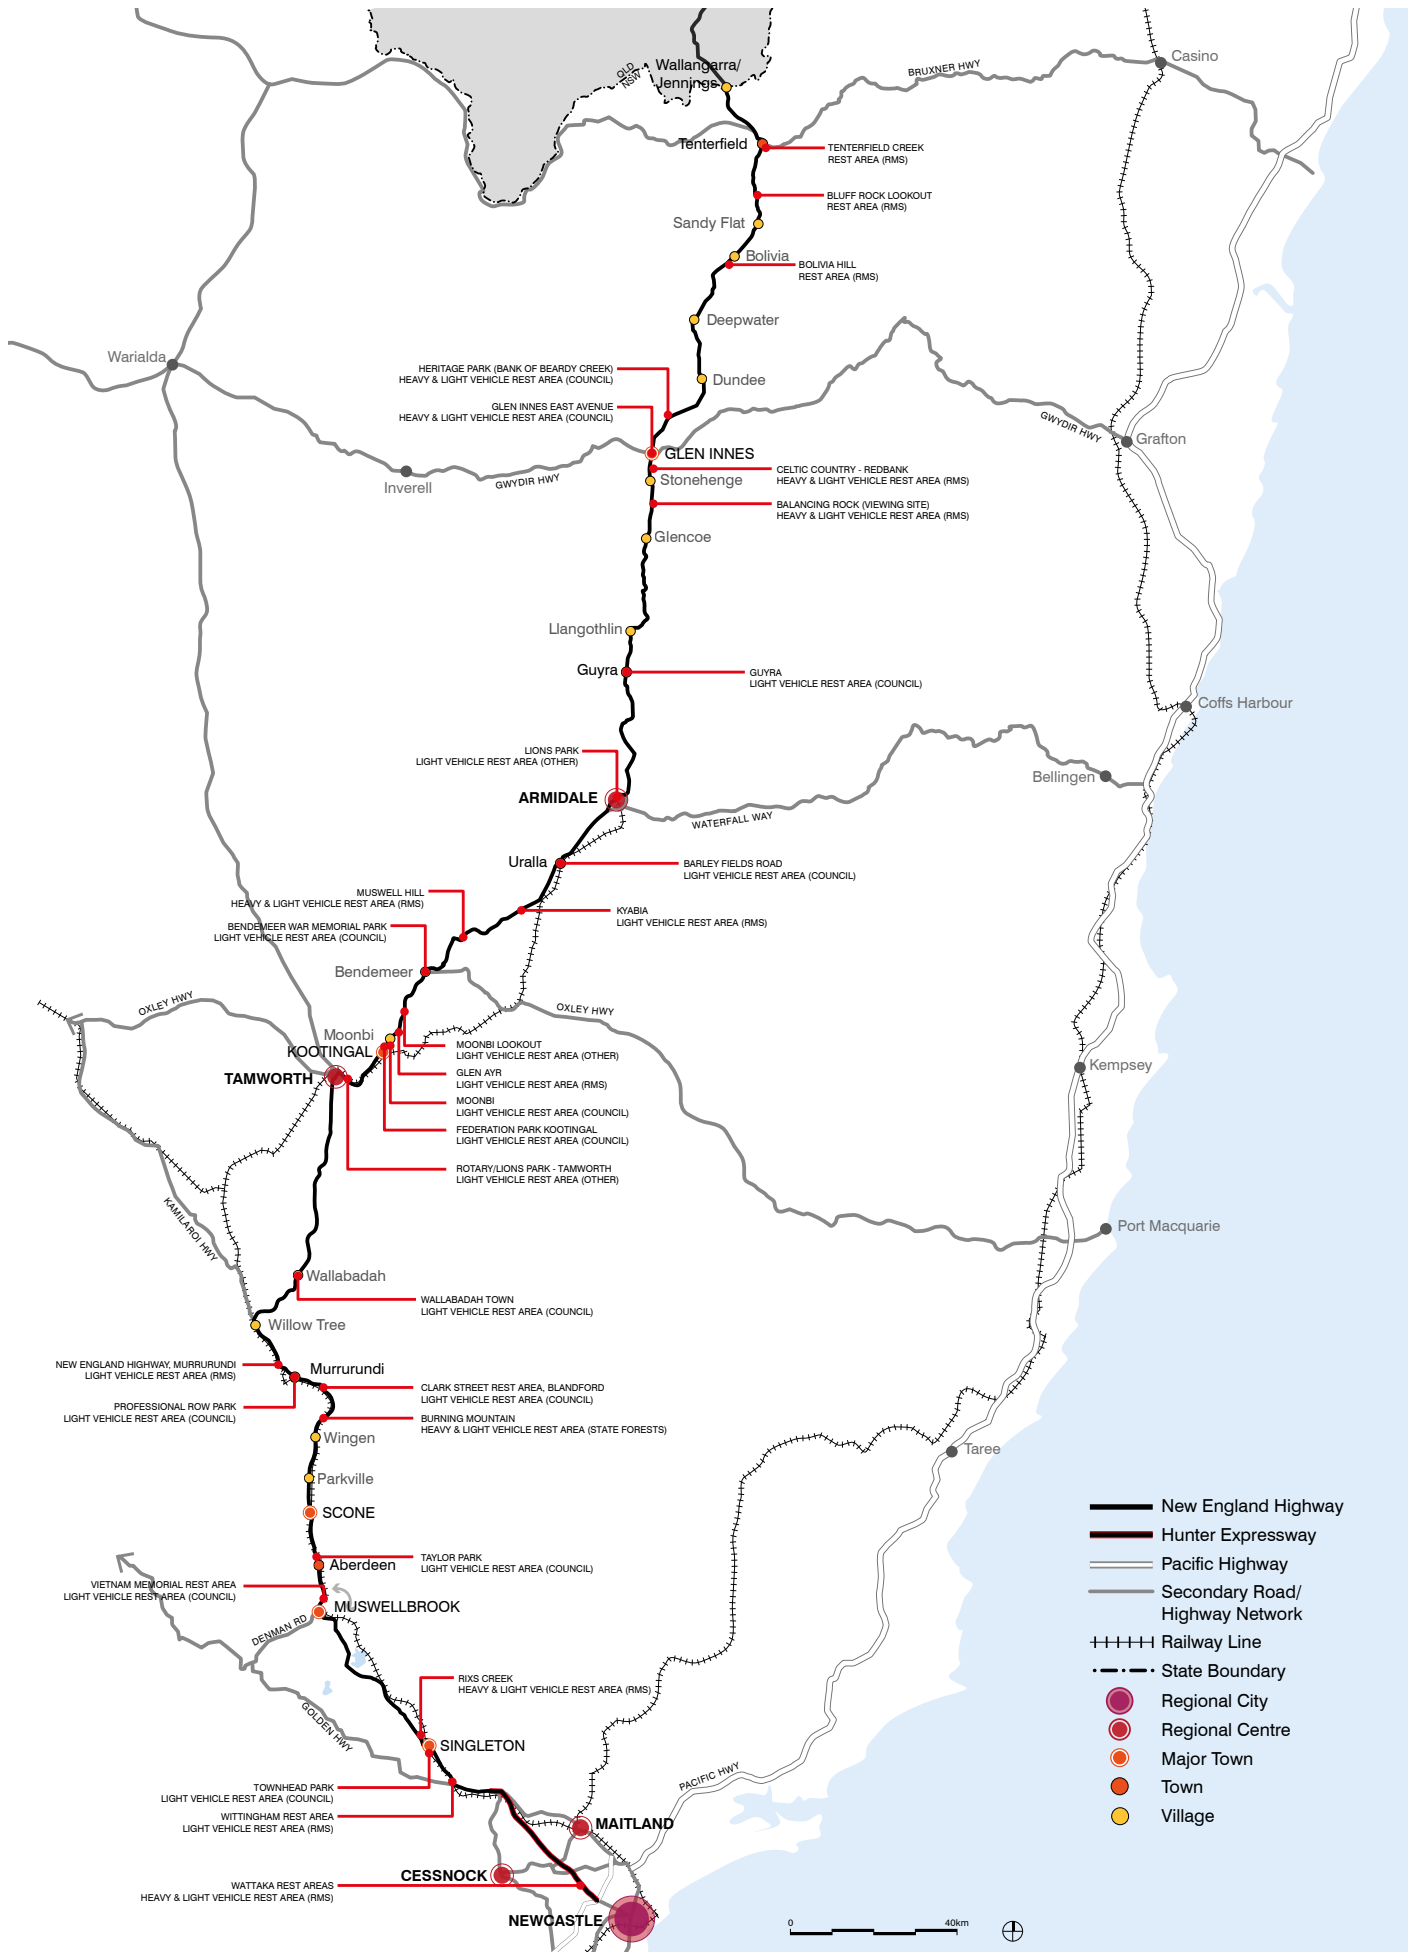 Casino
BRUXNER HWY
QLD
NSW
Wallangarra/
Jennings
Tenterfield
TENTERFIELD CREEK
REST AREA (RMS)
BLUFF ROCK LOOKOUT
REST AREA (RMS)
Sandy Flat
Bolivia
BOLIVIA HILL
REST AREA (RMS)
Deepwater
Warialda
HERITAGE PARK (BANK OF BEARDY CREEK)
HEAVY & LIGHT VEHICLE REST AREA (COUNCIL)
Dundee
GLEN INNES EAST AVENUE
HEAVY & LIGHT VEHICLE REST AREA (COUNCIL)
GWYDIR HWY
Grafton
GLEN INNES
CELTIC COUNTRY - REDBANK
HEAVY & LIGHT VEHICLE REST AREA (RMS)
Inverell
GWYDIR HWY
Stonehenge
BALANCING ROCK (VIEWING SITE)
HEAVY & LIGHT VEHICLE REST AREA (RMS)
Glencoe
Llangothlin
Guyra
GUYRA
LIGHT VEHICLE REST AREA (COUNCIL)
Coffs Harbour
LIONS PARK
LIGHT VEHICLE REST AREA (OTHER)
Bellingen
ARMIDALE
WATERFALL WAY
Uralla
BARLEY FIELDS ROAD
LIGHT VEHICLE REST AREA (COUNCIL)
MUSWELL HILL
HEAVY & LIGHT VEHICLE REST AREA (RMS)
KYABIA
LIGHT VEHICLE REST AREA (RMS)
BENDEMEER WAR MEMORIAL PARK
LIGHT VEHICLE REST AREA (COUNCIL)
Bendemeer
OXLEY HWY
OXLEY HWY
Moonbi
KOOTINGAL
MOONBI LOOKOUT
LIGHT VEHICLE REST AREA (OTHER)
Kempsey
TAMWORTH
GLEN AYR
LIGHT VEHICLE REST AREA (RMS)
MOONBI
LIGHT VEHICLE REST AREA (COUNCIL)
FEDERATION PARK KOOTINGAL
LIGHT VEHICLE REST AREA (COUNCIL)
ROTARY/LIONS PARK - TAMWORTH
LIGHT VEHICLE REST AREA (OTHER)
KAMILAROI HWY
Port Macquarie
Wallabadah
WALLABADAH TOWN
LIGHT VEHICLE REST AREA (COUNCIL)
Willow Tree
NEW ENGLAND HIGHWAY, MURRURUNDI
LIGHT VEHICLE REST AREA (RMS)
Murrurundi
CLARK STREET REST AREA, BLANDFORD
LIGHT VEHICLE REST AREA (COUNCIL)
PROFESSIONAL ROW PARK
LIGHT VEHICLE REST AREA (COUNCIL)
BURNING MOUNTAIN
HEAVY & LIGHT VEHICLE REST AREA (STATE FORESTS)
Wingen
Taree
Parkville
SCONE
TAYLOR PARK
LIGHT VEHICLE REST AREA (COUNCIL)
Aberdeen
VIETNAM MEMORIAL REST AREA
LIGHT VEHICLE REST AREA (COUNCIL)
MUSWELLBROOK
DENMAN RD
RIXS CREEK
HEAVY & LIGHT VEHICLE REST AREA (RMS)
GOLDEN HWY
SINGLETON
TOWNHEAD PARK
LIGHT VEHICLE REST AREA (COUNCIL)
PACIFIC HWY
WITTINGHAM REST AREA
LIGHT VEHICLE REST AREA (RMS)
MAITLAND
CESSNOCK
WATTAKA REST AREAS
HEAVY & LIGHT VEHICLE REST AREA (RMS)
NEWCASTLE
New England Highway
Hunter Expressway
Pacific Highway
Secondary Road/
Highway Network
Railway Line
State Boundary
Regional City
Regional Centre
Major Town
Town
Village
0 40km